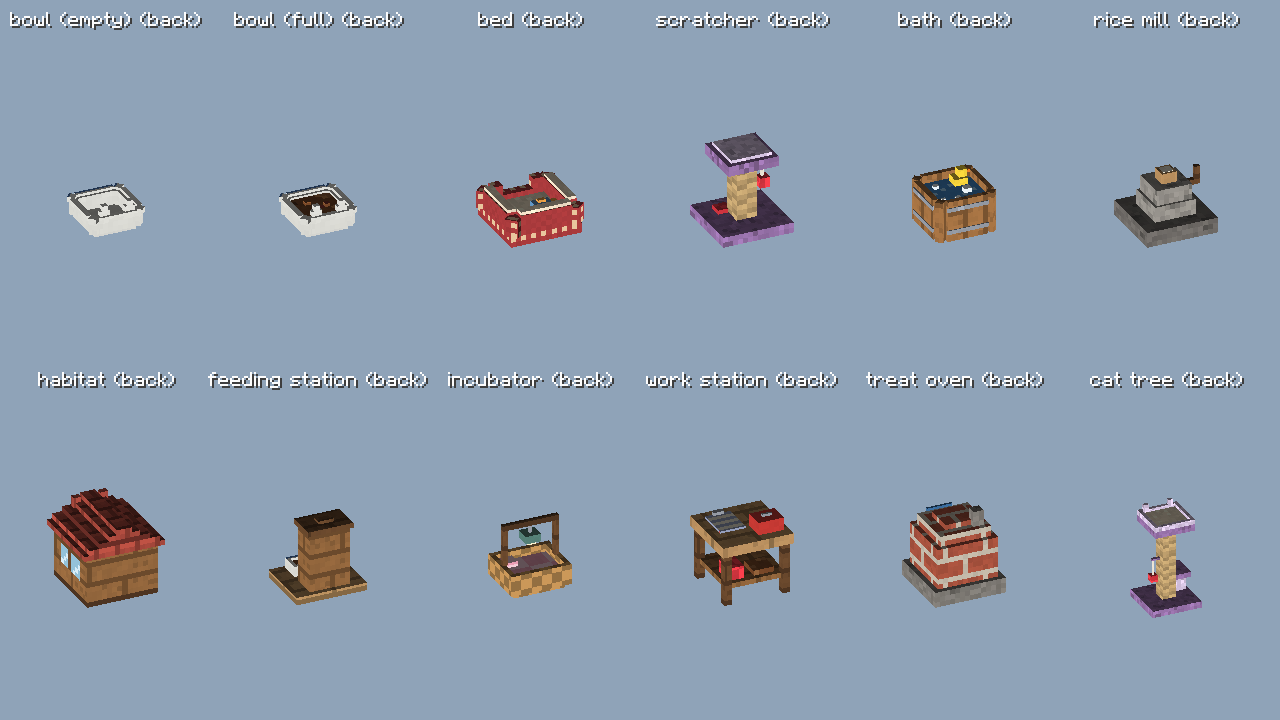 bowl (empty) (back)
bowl (full) (back)
bed (back)
scratcher (back)
bath (back)
rice mill (back)
habitat (back)
feeding station (back)
incubator (back)
work station (back)
treat oven (back)
cat tree (back)